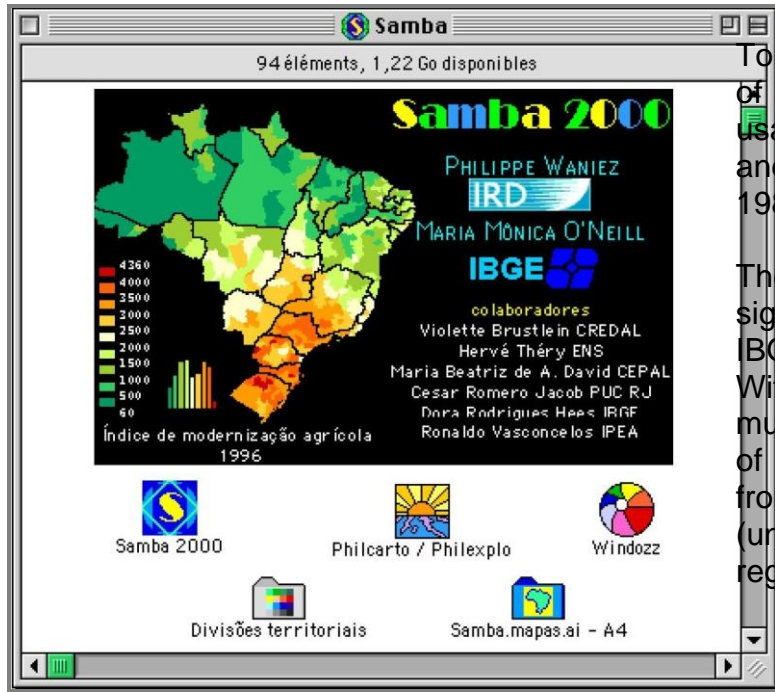 Samba
94 éléments, 1,22 Go disponibles
Samba 2000
PHILIPPE WANIEZ
IRD
MARIA MÔNICA O'NEILL
IBGE
colaboradores
Violette Brustlein CREDAL
Hervé Théry ENS
Maria Beatriz de A. David CEPAL
Cesar Romero Jacob PUC RJ
Dora Rodrigues Hees IBGE
Ronaldo Vasconcelos IPEA
4360
4000
3500
3000
2500
2000
1500
1000
500
60
Índice de modernização agrícola
1996
Samba 2000
Philcarto / Philexplo
Windozz
Divisões territoriais
Samba.mapas.ai - A4
To
of